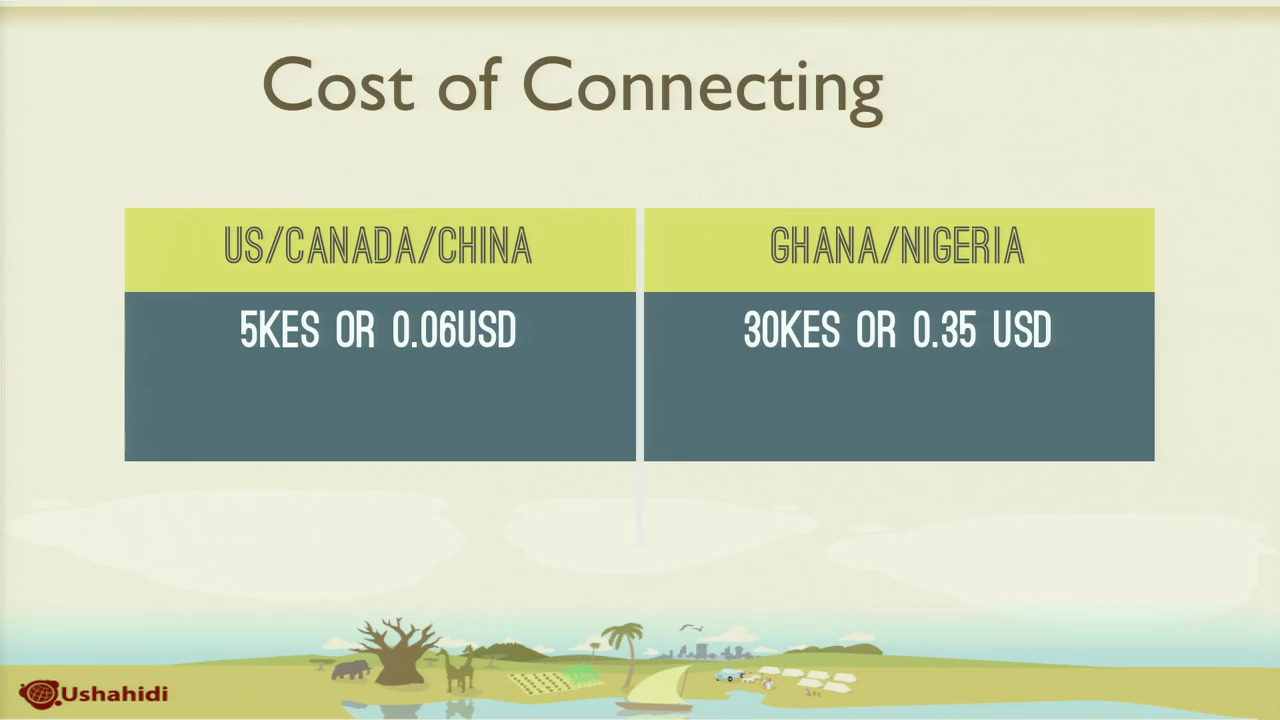 Cost of Connecting
US/CANADA/CHINA
GHANA/NIGERIA
5KES OR 0.06USD
30KES OR 0.35 USD
Ushahidi